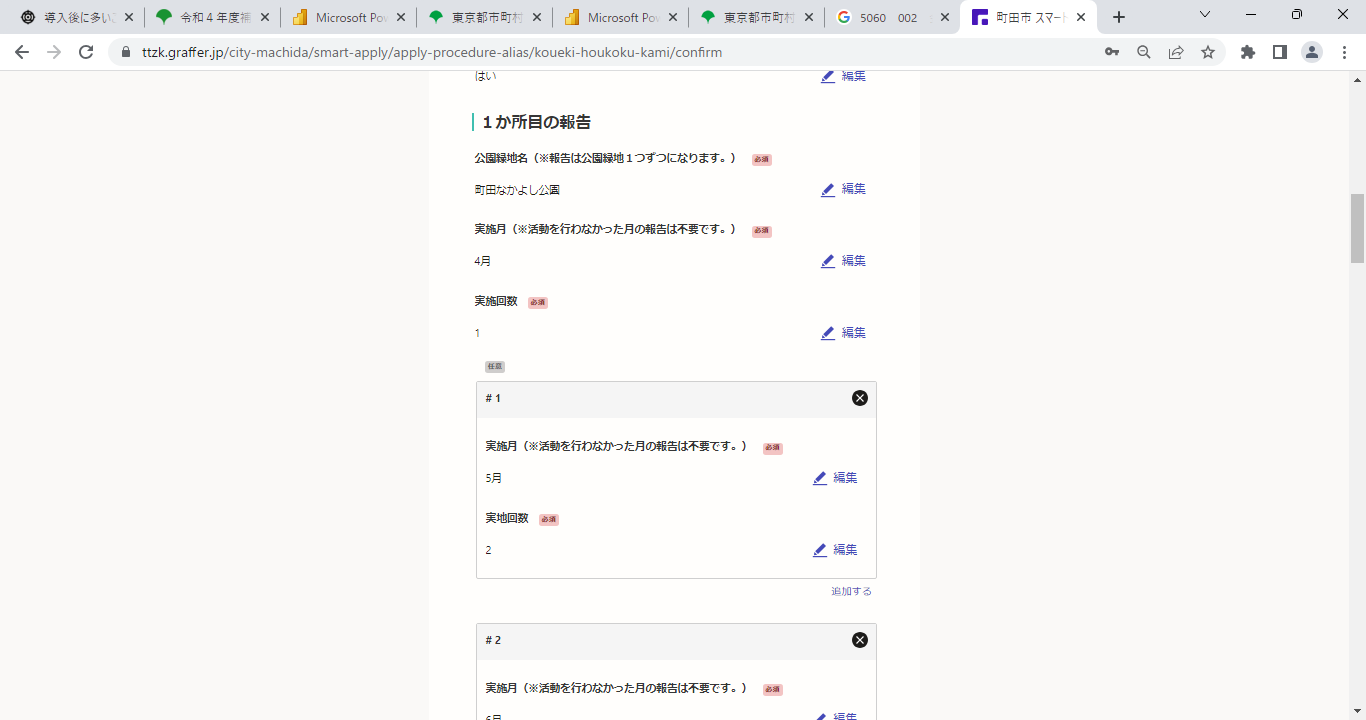 導入後に多い
令和４年度補
Microsoft Pow
東京都市町村
Microsoft Pow
東京都市町村
5060 002
町田市 スマート
ttzk.graffer.jp/city-machida/smart-apply/apply-procedure-alias/koueki-houkoku-kami/confirm
はい
編集
１か所目の報告
公園緑地名（※報告は公園緑地１つずつになります。） 必須
町田なかよし公園
編集
実施月（※活動を行わなかった月の報告は不要です。） 必須
4月
編集
実施回数 必須
1
編集
任意
# 1
実施月（※活動を行わなかった月の報告は不要です。） 必須
5月
編集
実地回数 必須
2
編集
追加する
# 2
実施月（※活動を行わなかった月の報告は不要です。） 必須
6月
編集